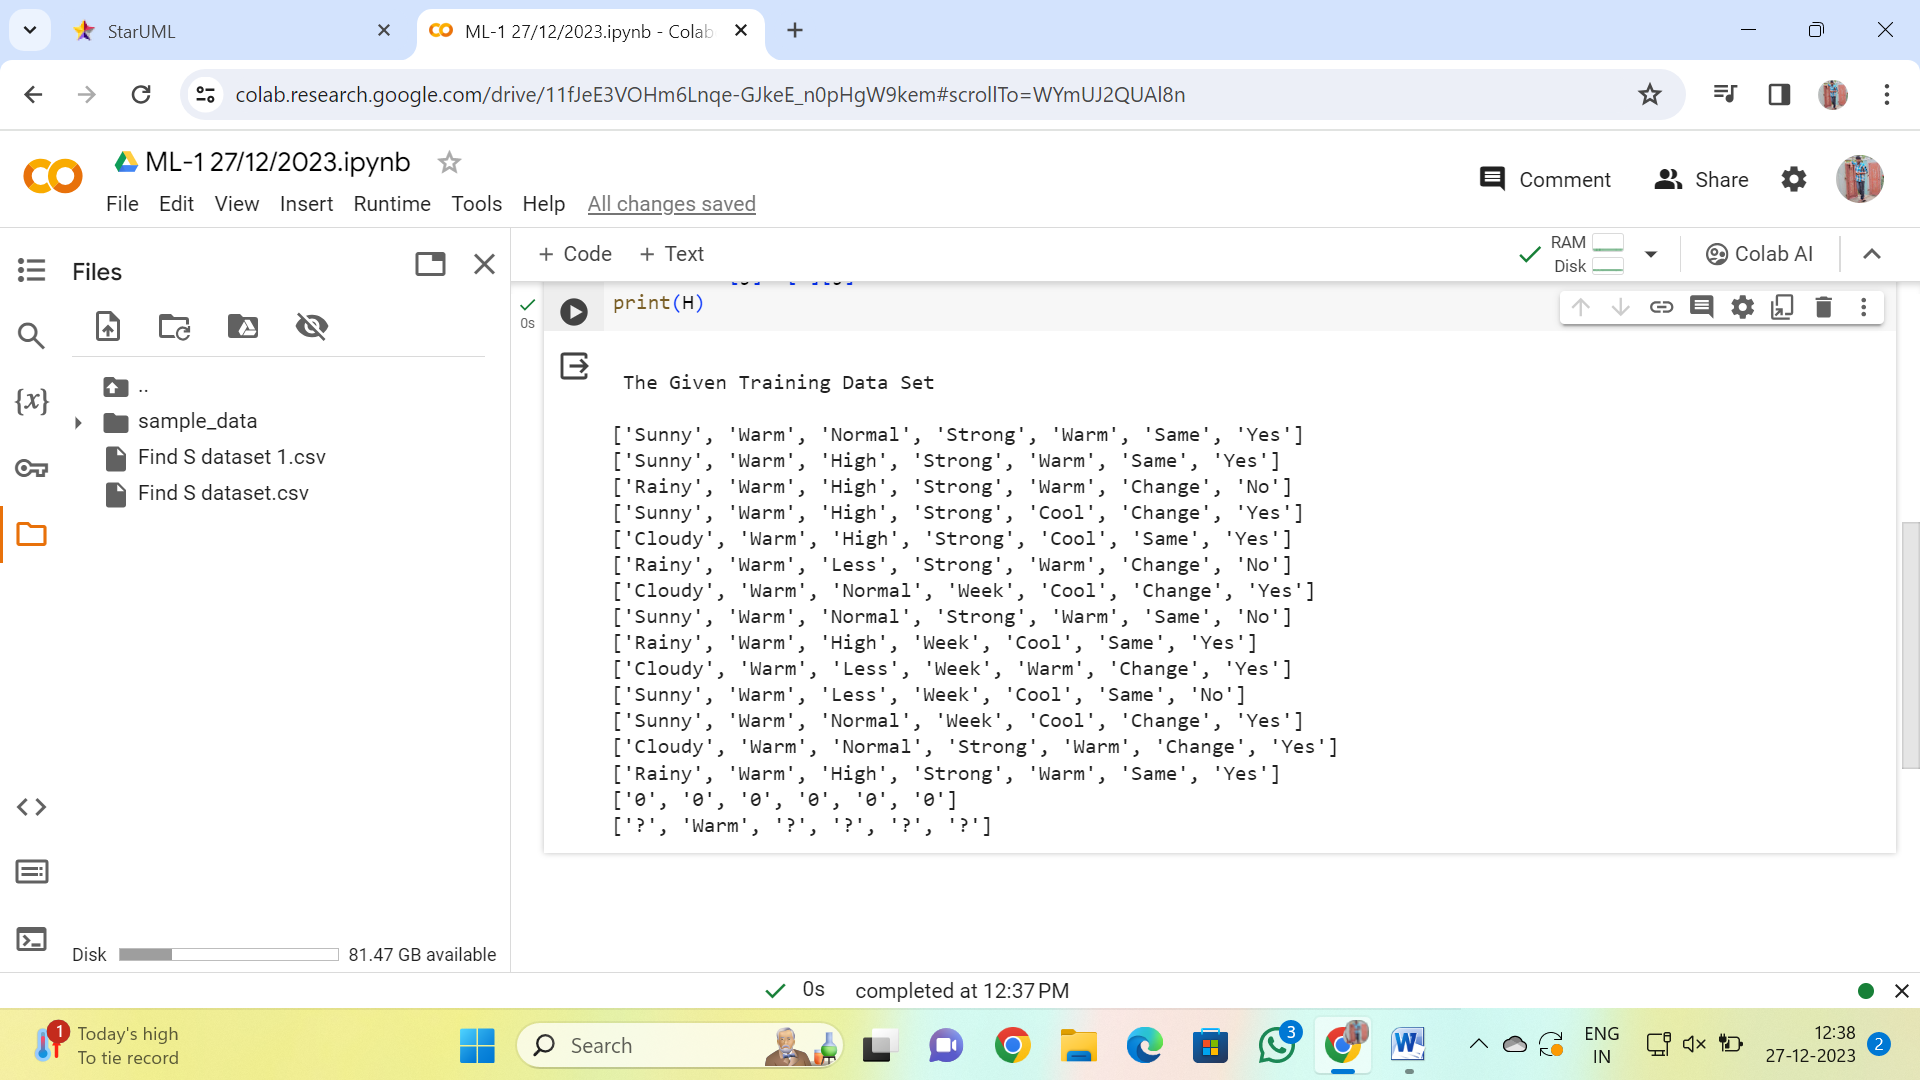 StarUML
ML-1 27/12/2023.ipynb - Colab
colab.research.google.com/drive/11fJeE3VOHm6Lnqe-GJkeE_n0pHgW9kem#scrollTo=WYmUJ2QUAl8n
ML-1 27/12/2023.ipynb
Comment
Share
File Edit View Insert Runtime Tools Help All changes saved
Files
+ Code + Text
RAM
Disk
Colab AI
print(H)
0s
..
sample_data
Find S dataset 1.csv
Find S dataset.csv
{x}
The Given Training Data Set
['Sunny', 'Warm', 'Normal', 'Strong', 'Warm', 'Same', 'Yes']
['Sunny', 'Warm', 'High', 'Strong', 'Warm', 'Same', 'Yes']
['Rainy', 'Warm', 'High', 'Strong', 'Warm', 'Change', 'No']
['Sunny', 'Warm', 'High', 'Strong', 'Cool', 'Change', 'Yes']
['Cloudy', 'Warm', 'High', 'Strong', 'Cool', 'Same', 'Yes']
['Rainy', 'Warm', 'Less', 'Strong', 'Warm', 'Change', 'No']
['Cloudy', 'Warm', 'Normal', 'Week', 'Cool', 'Change', 'Yes']
['Sunny', 'Warm', 'Normal', 'Strong', 'Warm', 'Same', 'No']
['Rainy', 'Warm', 'High', 'Week', 'Cool', 'Same', 'Yes']
['Cloudy', 'Warm', 'Less', 'Week', 'Warm', 'Change', 'Yes']
['Sunny', 'Warm', 'Less', 'Week', 'Cool', 'Same', 'No']
['Sunny', 'Warm', 'Normal', 'Week', 'Cool', 'Change', 'Yes']
['Cloudy', 'Warm', 'Normal', 'Strong', 'Warm', 'Change', 'Yes']
['Rainy', 'Warm', 'High', 'Strong', 'Warm', 'Same', 'Yes']
['0', '0', '0', '0', '0', '0']
['?', 'Warm', '?', '?', '?', '?']
Disk 81.47 GB available
0s completed at 12:37 PM
1
Today's high
To tie record
Search
3
W
ENG
IN
12:38
27-12-2023
2